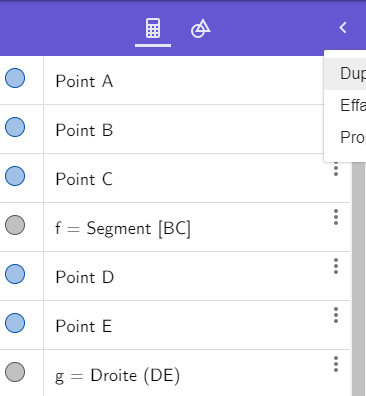 Point A
Point B
Point C
f = Segment [BC]
Point D
Point E
g = Droite (DE)